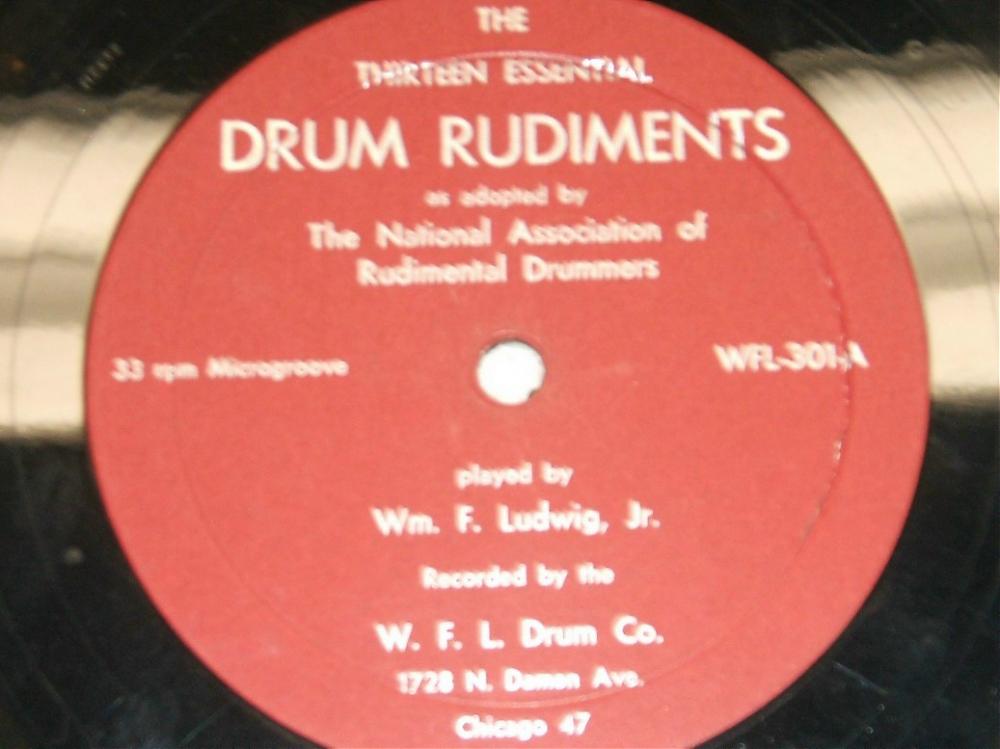 THE
THIRTEEN ESSENTIAL
DRUM RUDIMENTS
as adopted by
The National Association of
Rudimental Drummers
33 rpm Microgroove
WFL-301-A
played by
Wm. F. Ludwig, Jr.
Recorded by the
W. F. L. Drum Co.
1728 N. Damen Ave.
Chicago 47